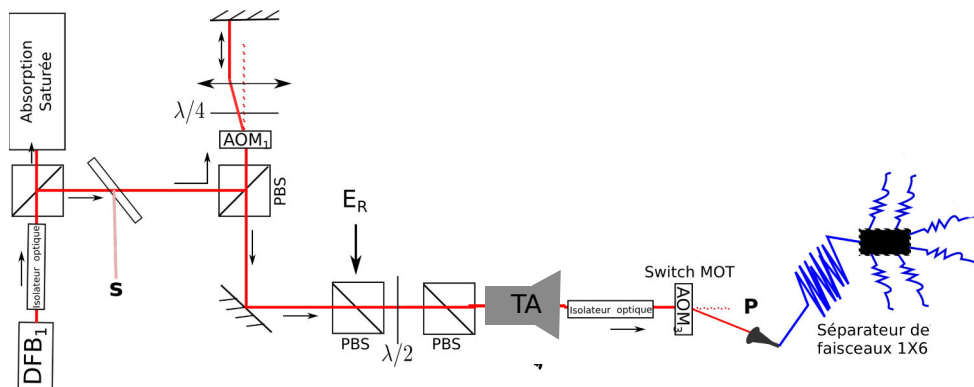 Absorption
Saturée
λ/4
AOM₁
PBS
E_R
S
Isolateur optique
DFB₁
PBS
λ/2
PBS
TA
Isolateur optique
Switch MOT
AOM₃
P
Séparateur de
faisceaux 1X6